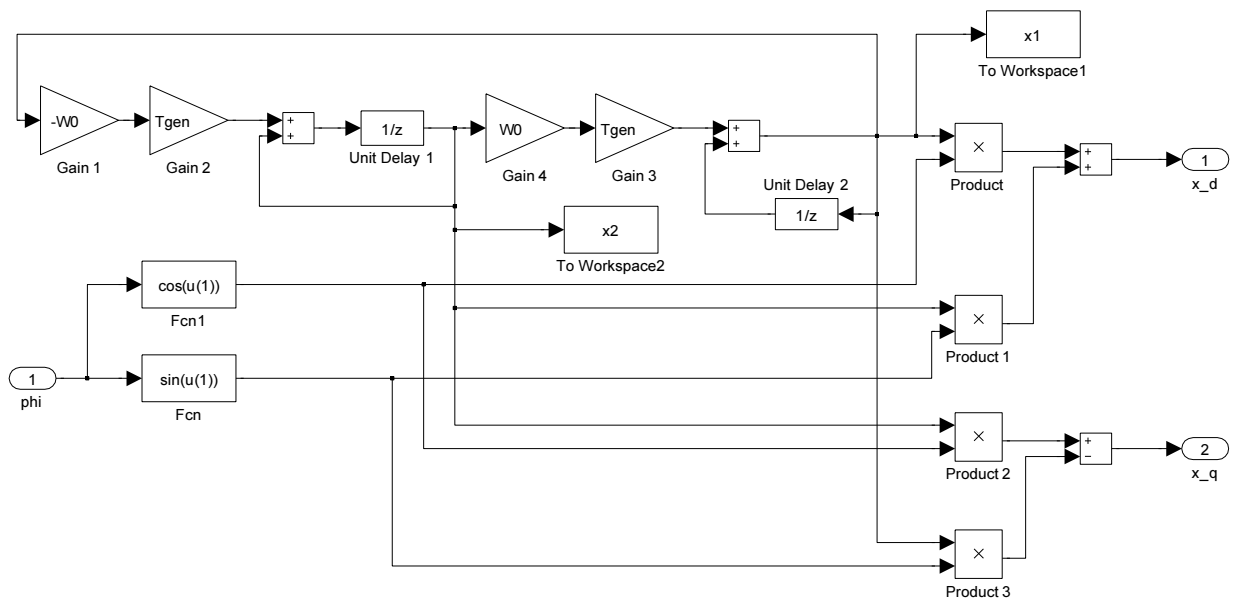 x1
To Workspace1
-W0
Gain 1
Tgen
Gain 2
+
+
1/z
Unit Delay 1
W0
Gain 4
Tgen
Gain 3
+
+
Unit Delay 2
1/z
×
Product
+
+
1
x_d
x2
To Workspace2
cos(u(1))
Fcn1
×
Product 1
1
phi
sin(u(1))
Fcn
×
Product 2
+
−
2
x_q
×
Product 3